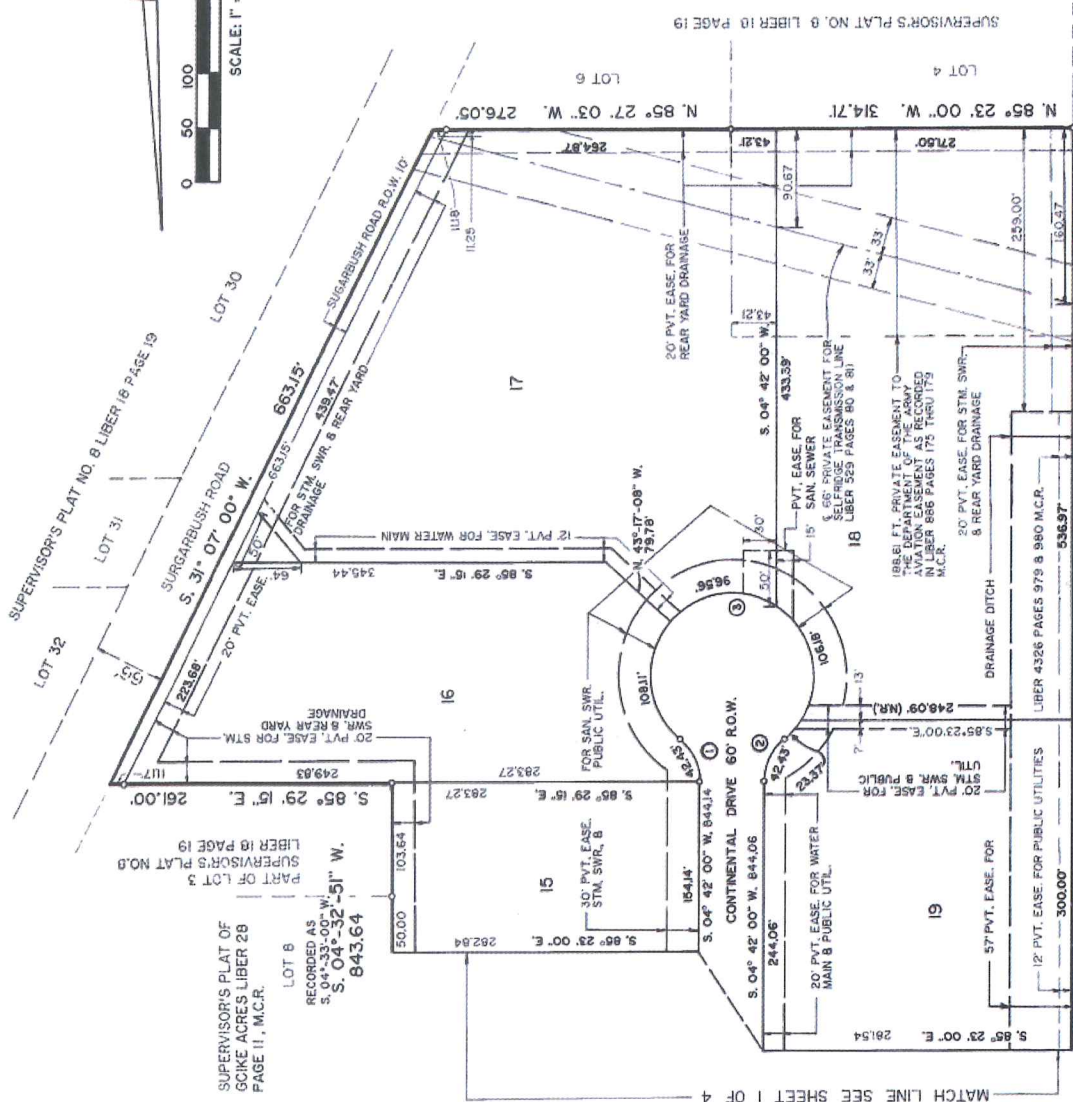 SCALE: 1" =
0 50 100
SUPERVISOR'S PLAT NO. 8 LIBER 18 PAGE 19
LOT 32
LOT 31
LOT 30
SURGARBUSH ROAD
S. 31° 07' 00" W.
663.15'
SUGARBUSH ROAD R.O.W. 10'
663.15'
439.47'
223.68'
20' PVT. EASE.
FOR STM. SWR. & REAR YARD
DRAINAGE
50'
64'
11.18'
11.25
N. 85° 27' 03" W. 276.05'
264.87'
LOT 6
N. 85° 23' 00" W. 314.71'
271.50'
43.21'
LOT 4
SUPERVISOR'S PLAT NO. 8 LIBER 18 PAGE 19
90.67
20' PVT. EASE. FOR
REAR YARD DRAINAGE
33' 33'
259.00'
160.47
43.21
S. 04° 42' 00" W.
433.39'
17
℄ 66' PRIVATE EASEMENT FOR
SELFRIDGE TRANSMISSION LINE
LIBER 529 PAGES 80 & 81
188.61 FT. PRIVATE EASEMENT TO
THE DEPARTMENT OF THE ARMY
AVIATION EASEMENT AS RECORDED
IN LIBER 886 PAGES 175 THRU 179
M.C.R.
20' PVT. EASE. FOR STM. SWR.
& REAR YARD DRAINAGE
PVT. EASE. FOR
SAN. SEWER
15'
30'
50'
18
12' PVT. EASE. FOR WATER MAIN
S. 85° 29' 15" E. 345.44
N. 43°-17'-08" W.
79.78'
96.56'
3
106.18'
108.11'
42.43'
1
2
42.43'
23.37'
16
20' PVT. EASE. FOR STM.
SWR. & REAR YARD
DRAINAGE
11.17'
249.83
S. 85° 29' 15" E. 261.00'
S. 85° 29' 15" E. 283.27
283.27
FOR SAN. SWR.
PUBLIC UTIL.
30' PVT. EASE.
STM. SWR., &
PART OF LOT 3
SUPERVISOR'S PLAT NO.8
LIBER 18 PAGE 19
SUPERVISOR'S PLAT OF
GCIKE ACRES LIBER 28
PAGE 11, M.C.R.
LOT 8
RECORDED AS
S. 04°-33'-00" W.
S. 04°-32'-51" W.
843.64
50.00
103.64
15
S. 85° 23' 00" E. 282.84
154.14'
S. 04° 42' 00" W. 844.14
CONTINENTAL DRIVE 60' R.O.W.
S. 04° 42' 00" W. 844.06
244.06'
20' PVT. EASE. FOR WATER
MAIN & PUBLIC UTIL.
20' PVT. EASE. FOR
STM. SWR. & PUBLIC
UTIL.
7'
13'
S.85°23'00"E. 248.09' (N.R.)
19
DRAINAGE DITCH
57' PVT. EASE. FOR
LIBER 4326 PAGES 979 & 980 M.C.R.
12' PVT. EASE. FOR PUBLIC UTILITIES
536.97'
300.00'
S. 85° 23' 00" E. 281.54
MATCH LINE SEE SHEET 1 OF 4